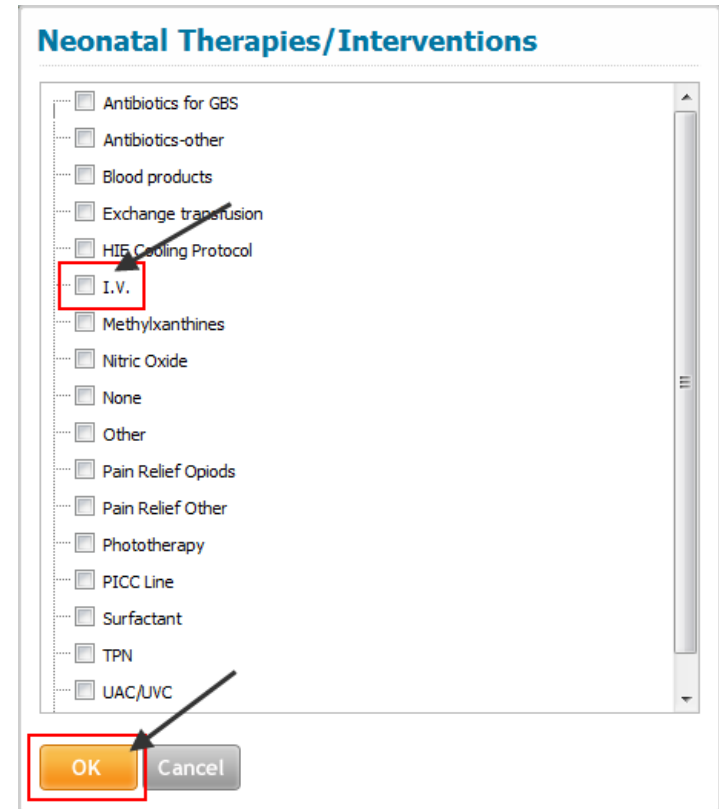 Neonatal Therapies/Interventions
Antibiotics for GBS
Antibiotics-other
Blood products
Exchange transfusion
HIE Cooling Protocol
I.V.
Methylxanthines
Nitric Oxide
None
Other
Pain Relief Opiods
Pain Relief Other
Phototherapy
PICC Line
Surfactant
TPN
UAC/UVC
OK Cancel